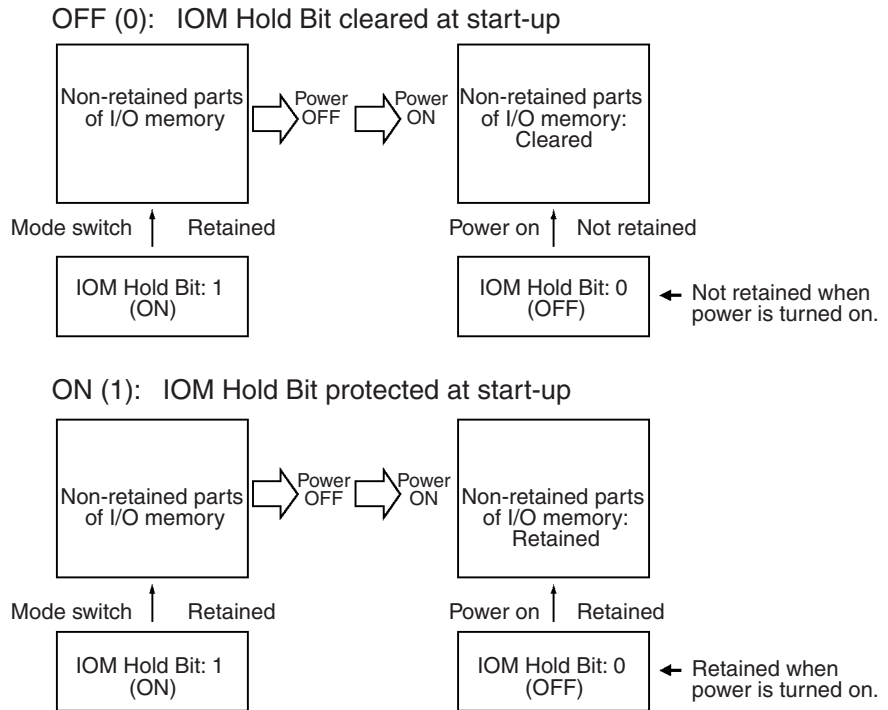 OFF (0): IOM Hold Bit cleared at start-up
Non-retained parts
of I/O memory
Power
OFF
Power
ON
Non-retained parts
of I/O memory:
Cleared
Mode switch
Retained
Power on
Not retained
IOM Hold Bit: 1
(ON)
IOM Hold Bit: 0
(OFF)
Not retained when
power is turned on.
ON (1): IOM Hold Bit protected at start-up
Non-retained parts
of I/O memory
Power
OFF
Power
ON
Non-retained parts
of I/O memory:
Retained
Mode switch
Retained
Power on
Retained
IOM Hold Bit: 1
(ON)
IOM Hold Bit: 0
(OFF)
Retained when
power is turned on.